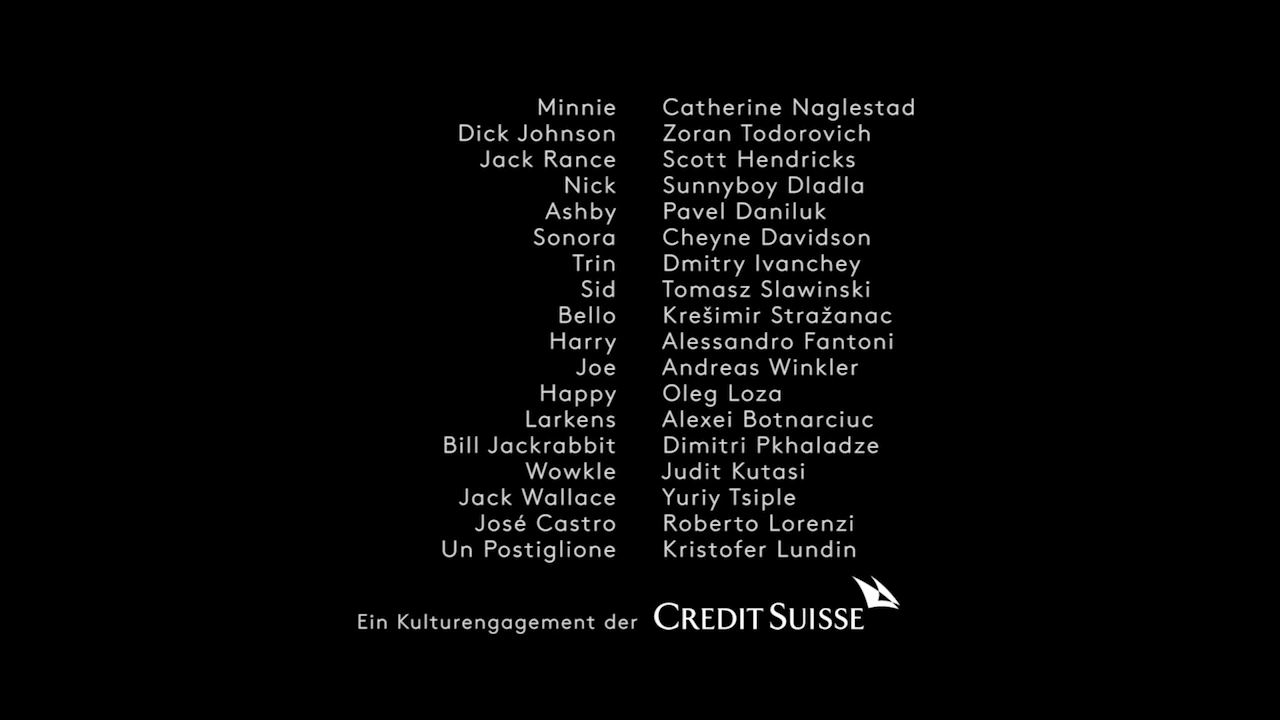 Minnie Catherine Naglestad
Dick Johnson Zoran Todorovich
Jack Rance Scott Hendricks
Nick Sunnyboy Dladla
Ashby Pavel Daniluk
Sonora Cheyne Davidson
Trin Dmitry Ivanchey
Sid Tomasz Slawinski
Bello Krešimir Stražanac
Harry Alessandro Fantoni
Joe Andreas Winkler
Happy Oleg Loza
Larkens Alexei Botnarciuc
Bill Jackrabbit Dimitri Pkhaladze
Wowkle Judit Kutasi
Jack Wallace Yuriy Tsiple
José Castro Roberto Lorenzi
Un Postiglione Kristofer Lundin
Ein Kulturengagement der CREDIT SUISSE